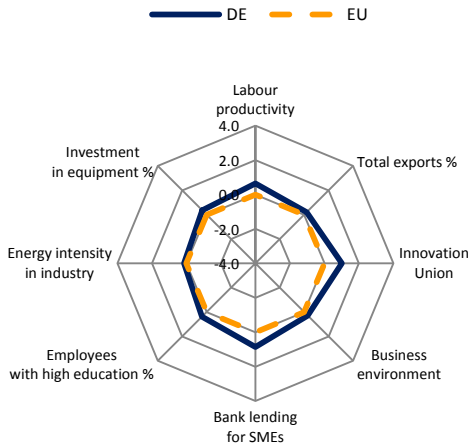 DE EU
Labour
productivity
4.0
2.0
0.0
-2.0
-4.0
Total exports %
Innovation
Union
Business
environment
Bank lending
for SMEs
Employees
with high education %
Energy intensity
in industry
Investment
in equipment %